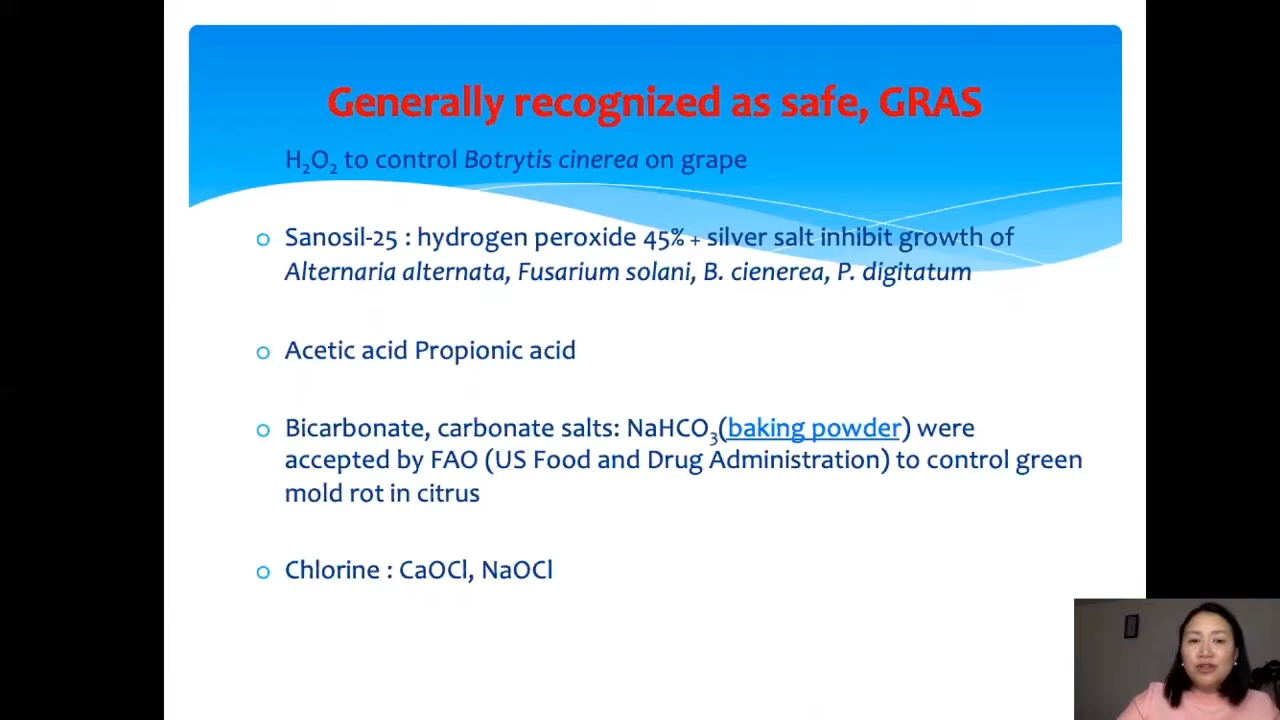 Generally recognized as safe, GRAS
H₂O₂ to control Botrytis cinerea on grape
Sanosil-25 : hydrogen peroxide 45% + silver salt inhibit growth of
Alternaria alternata, Fusarium solani, B. cienerea, P. digitatum
Acetic acid Propionic acid
Bicarbonate, carbonate salts: NaHCO₃(baking powder) were
accepted by FAO (US Food and Drug Administration) to control green
mold rot in citrus
Chlorine : CaOCl, NaOCl